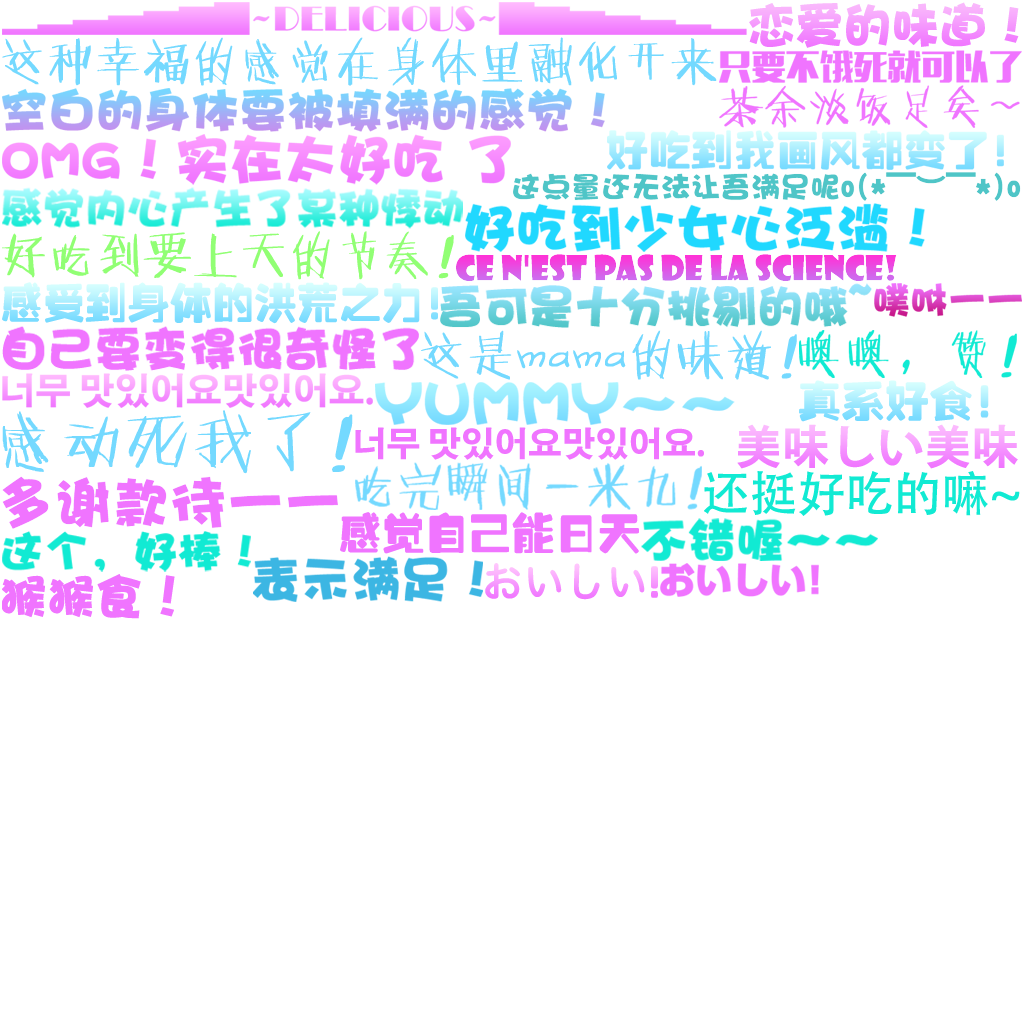 ~DELICIOUS~
恋爱的味道！
这种幸福的感觉在身体里融化开来
只要不饿死就可以了
空白的身体要被填满的感觉！
茶余淡饭足矣～
OMG！实在太好吃 了
好吃到我画风都变了!
这点量还无法让吾满足呢o(*￣︶￣*)o
感觉内心产生了某种悸动
好吃到少女心泛滥！
好吃到要上天的节奏!
CE N'EST PAS DE LA SCIENCE!
感受到身体的洪荒之力!
吾可是十分挑剔的哦~
噗咝一一
自己要变得很奇怪了
这是mama的味道!
噢噢，赞!
너무 맛있어요맛있어요.
YUMMY～～
真系好食!
感动死我了!
너무 맛있어요맛있어요.
美味しい美味
多谢款待一一
吃完瞬间一米九!
还挺好吃的嘛~
感觉自己能日天
不错喔～～
这个，好棒！
表示满足！
おいしい!
おいしい!
猴猴食！